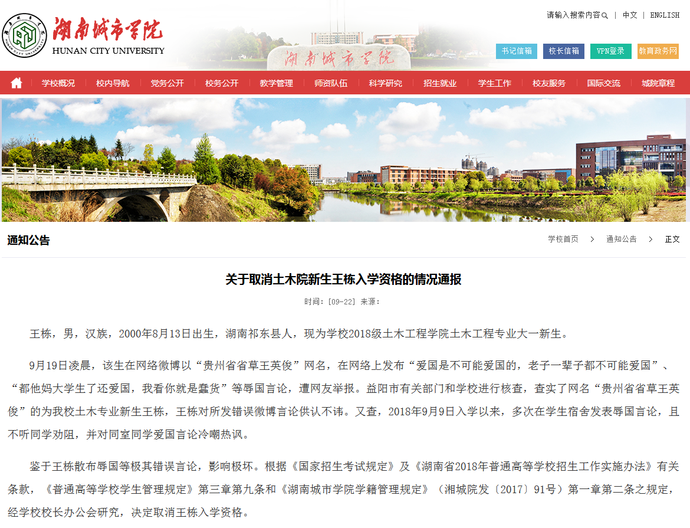 湖南城市学院
HUNAN CITY UNIVERSITY
湖南城市学院
请输入搜索内容 | 中文 | ENGLISH
书记信箱 校长信箱 VPN登录 教育政务网
学校概况 校内导航 党务公开 校务公开 教学管理 师资队伍 科学研究 招生就业 学生工作 校友服务 国际交流 城院章程
通知公告
学校首页 > 通知公告 > 正文
关于取消土木院新生王栋入学资格的情况通报
时间：[09-22] 来源：
王栋，男，汉族，2000年8月13日出生，湖南祁东县人，现为学校2018级土木工程学院土木工程专业大一新生。
9月19日凌晨，该生在网络微博以“贵州省省草王英俊”网名，在网络上发布“爱国是不可能爱国的，老子一辈子都不可能爱国”、
“都他妈大学生了还爱国，我看你就是蠢货”等辱国言论，遭网友举报。益阳市有关部门和学校进行核查，查实了网名“贵州省省草王英
俊”的为我校土木专业新生王栋，王栋对所发错误微博言论供认不讳。又查，2018年9月9日入学以来，多次在学生宿舍发表辱国言论，且
不听同学劝阻，并对同室同学爱国言论冷嘲热讽。
鉴于王栋散布辱国等极其错误言论，影响极坏。根据《国家招生考试规定》及《湖南省2018年普通高等学校招生工作实施办法》有关
条款，《普通高等学校学生管理规定》第三章第九条和《湖南城市学院学籍管理规定》（湘城院发〔2017〕91号）第一章第二条之规定，
经学校校长办公会研究，决定取消王栋入学资格。